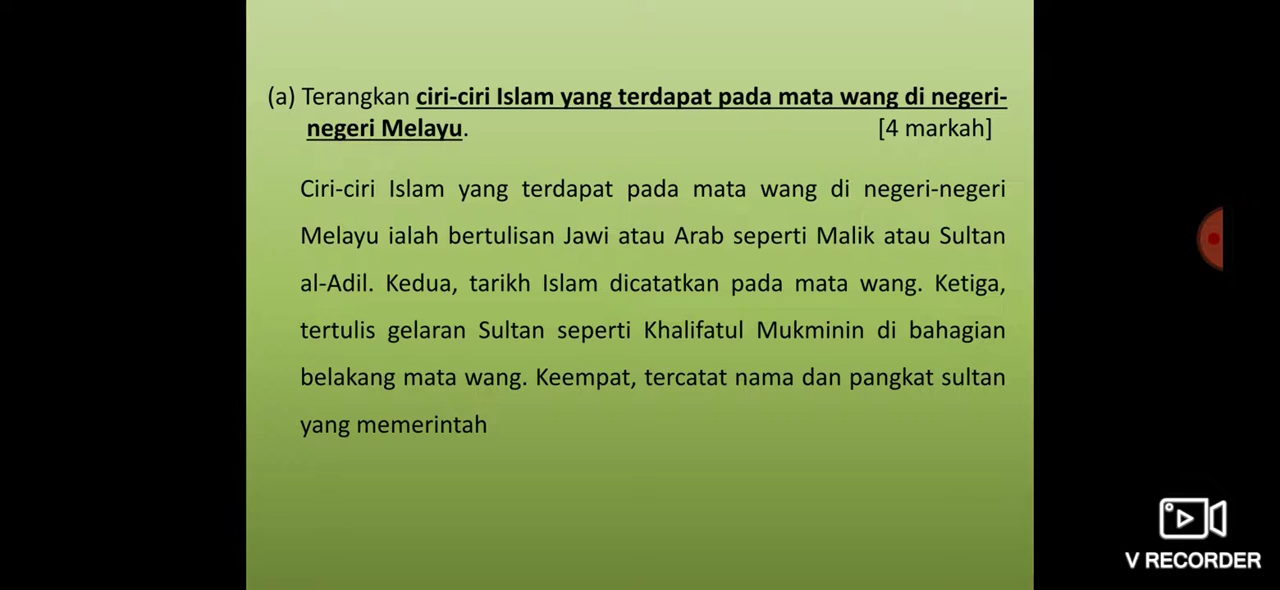 (a) Terangkan ciri-ciri Islam yang terdapat pada mata wang di negeri-
negeri Melayu. [4 markah]
Ciri-ciri Islam yang terdapat pada mata wang di negeri-negeri
Melayu ialah bertulisan Jawi atau Arab seperti Malik atau Sultan
al-Adil. Kedua, tarikh Islam dicatatkan pada mata wang. Ketiga,
tertulis gelaran Sultan seperti Khalifatul Mukminin di bahagian
belakang mata wang. Keempat, tercatat nama dan pangkat sultan
yang memerintah
V RECORDER